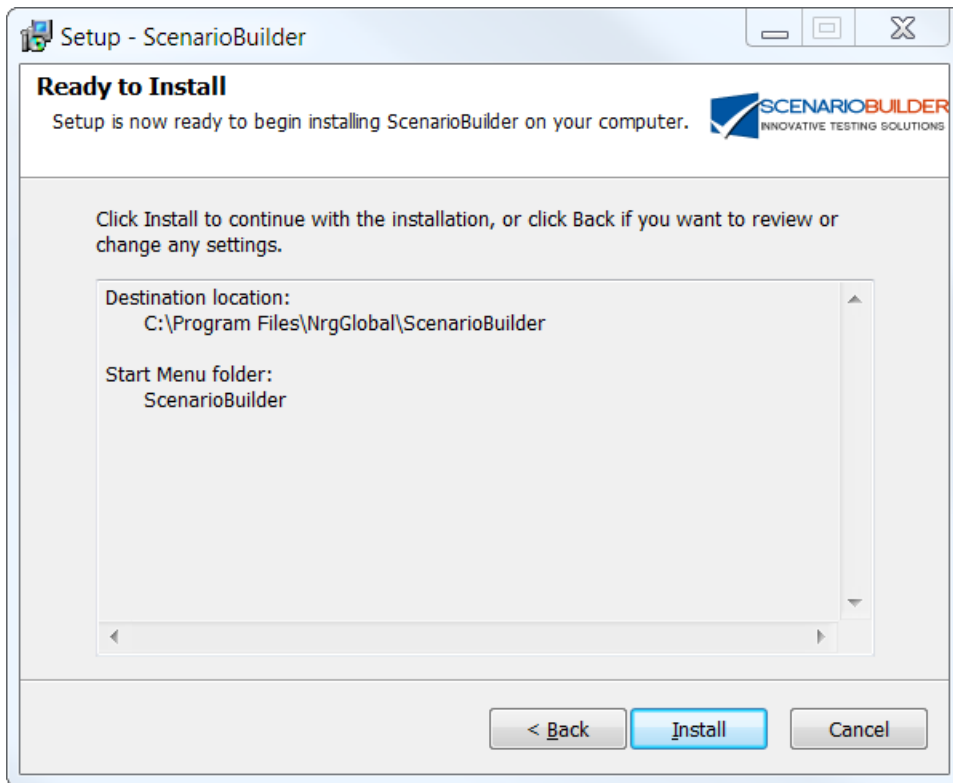 Setup - ScenarioBuilder
Ready to Install
Setup is now ready to begin installing ScenarioBuilder on your computer.
SCENARIOBUILDER
INNOVATIVE TESTING SOLUTIONS
Click Install to continue with the installation, or click Back if you want to review or
change any settings.
Destination location:
C:\Program Files\NrgGlobal\ScenarioBuilder
Start Menu folder:
ScenarioBuilder
< Back
Install
Cancel